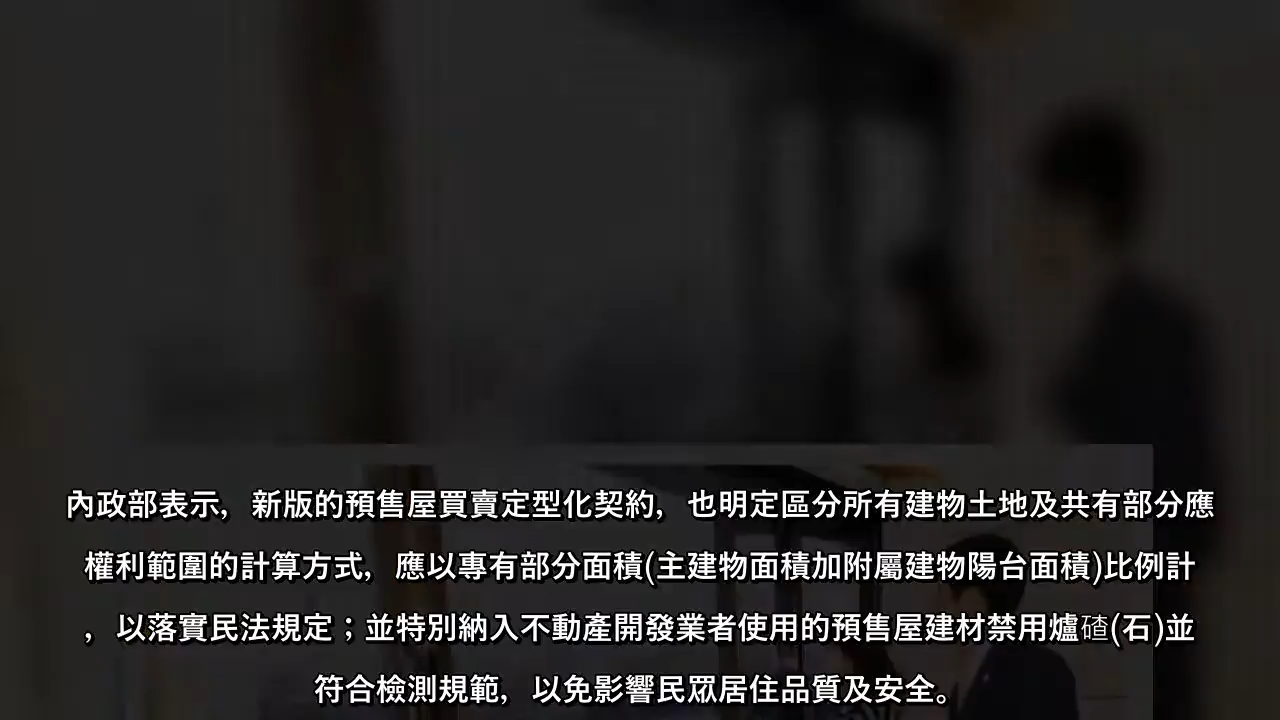 內政部表示，新版的預售屋買賣定型化契約，也明定區分所有建物土地及共有部分應
權利範圍的計算方式，應以專有部分面積(主建物面積加附屬建物陽台面積)比例計
，以落實民法規定；並特別納入不動產開發業者使用的預售屋建材禁用爐碴(石)並
符合檢測規範，以免影響民眾居住品質及安全。